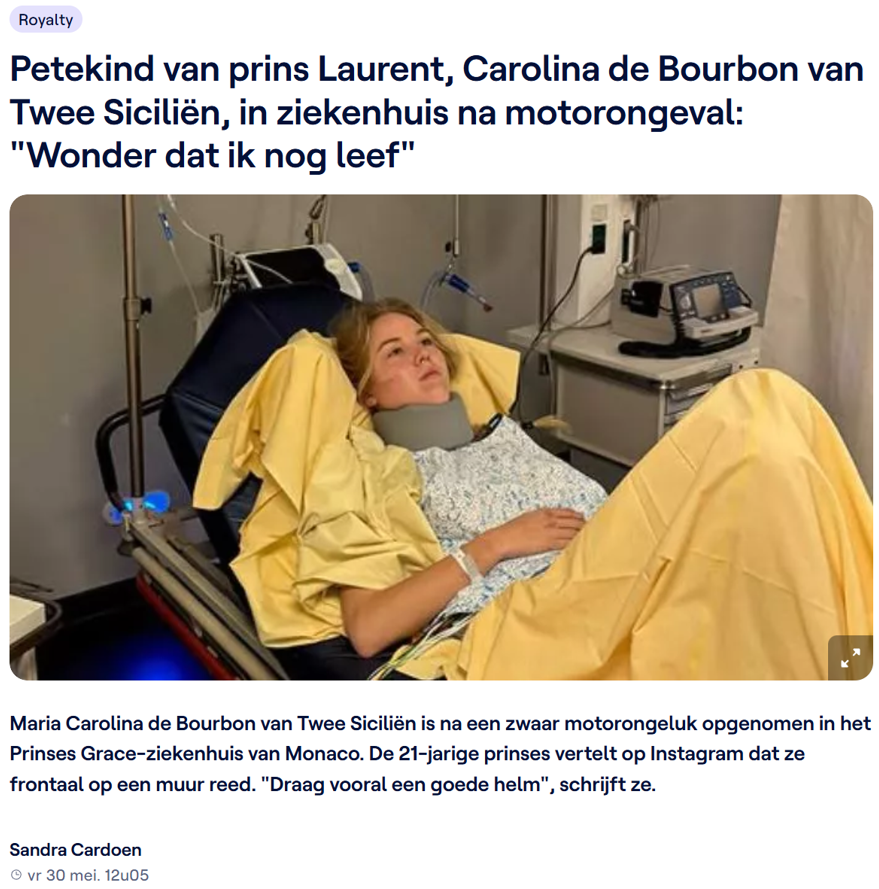 Royalty
Petekind van prins Laurent, Carolina de Bourbon van
Twee Siciliën, in ziekenhuis na motorongeval:
"Wonder dat ik nog leef"
Maria Carolina de Bourbon van Twee Siciliën is na een zwaar motorongeluk opgenomen in het
Prinses Grace-ziekenhuis van Monaco. De 21-jarige prinses vertelt op Instagram dat ze
frontaal op een muur reed. "Draag vooral een goede helm", schrijft ze.
Sandra Cardoen
vr 30 mei. 12u05